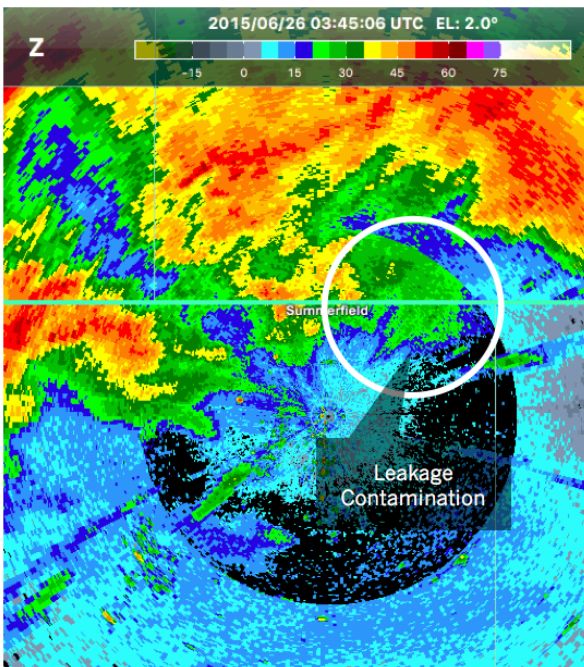 2015/06/26 03:45:06 UTC EL: 2.0°
Z
-15 0 15 30 45 60 75
Summerfield
Leakage
Contamination